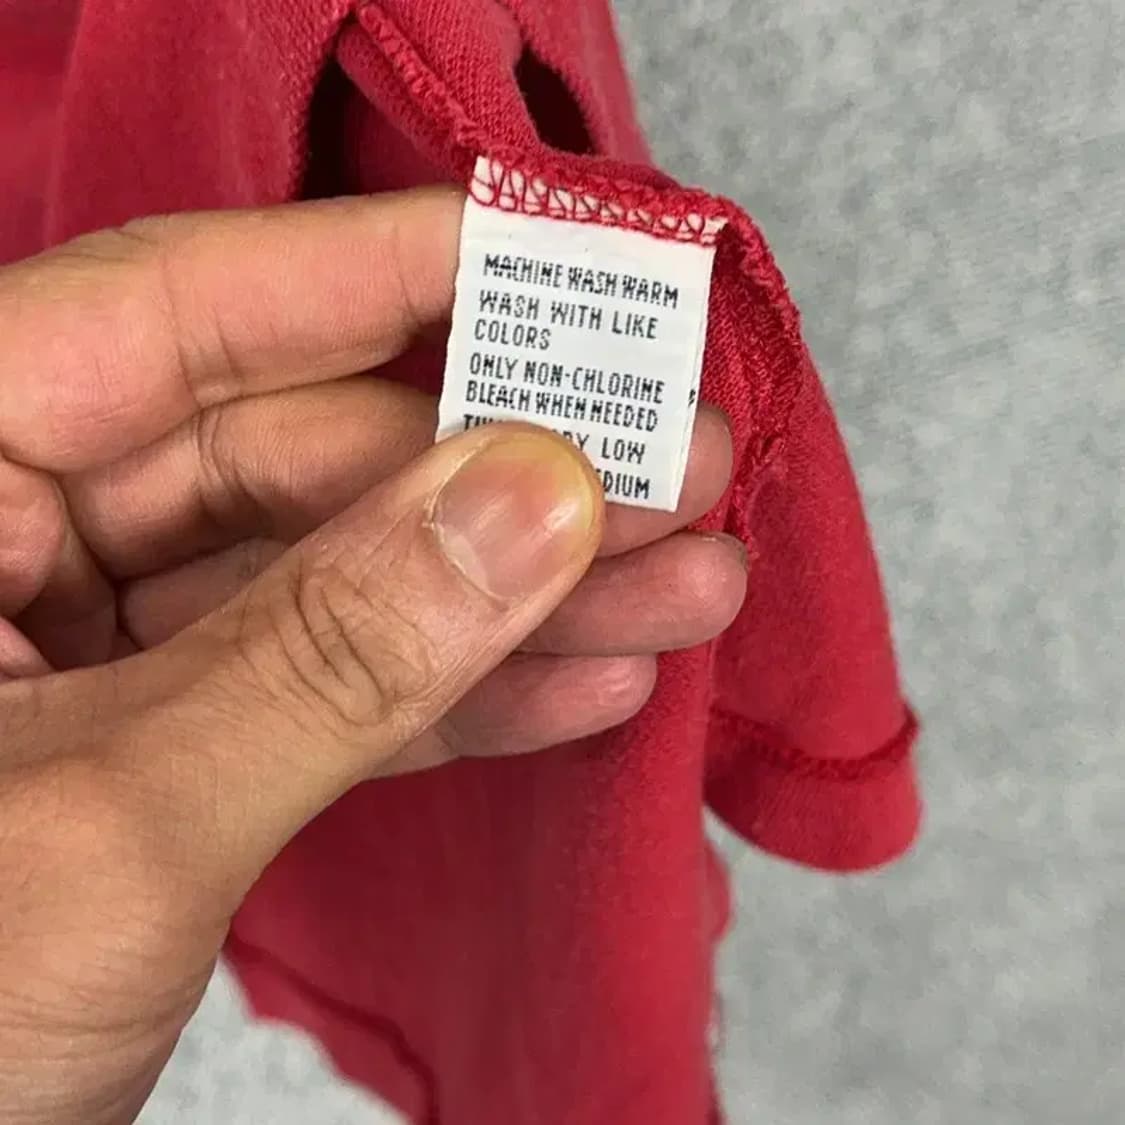 MACHINE WASH WARM
WASH WITH LIKE
COLORS
ONLY NON-CHLORINE
BLEACH WHEN NEEDED
LOW